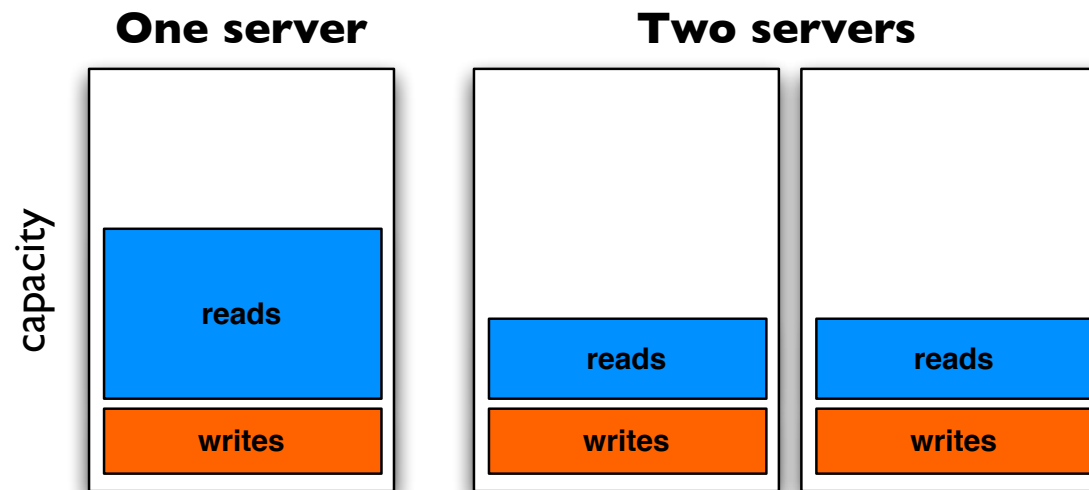 One server
Two servers
capacity
reads
writes
reads
reads
writes
writes